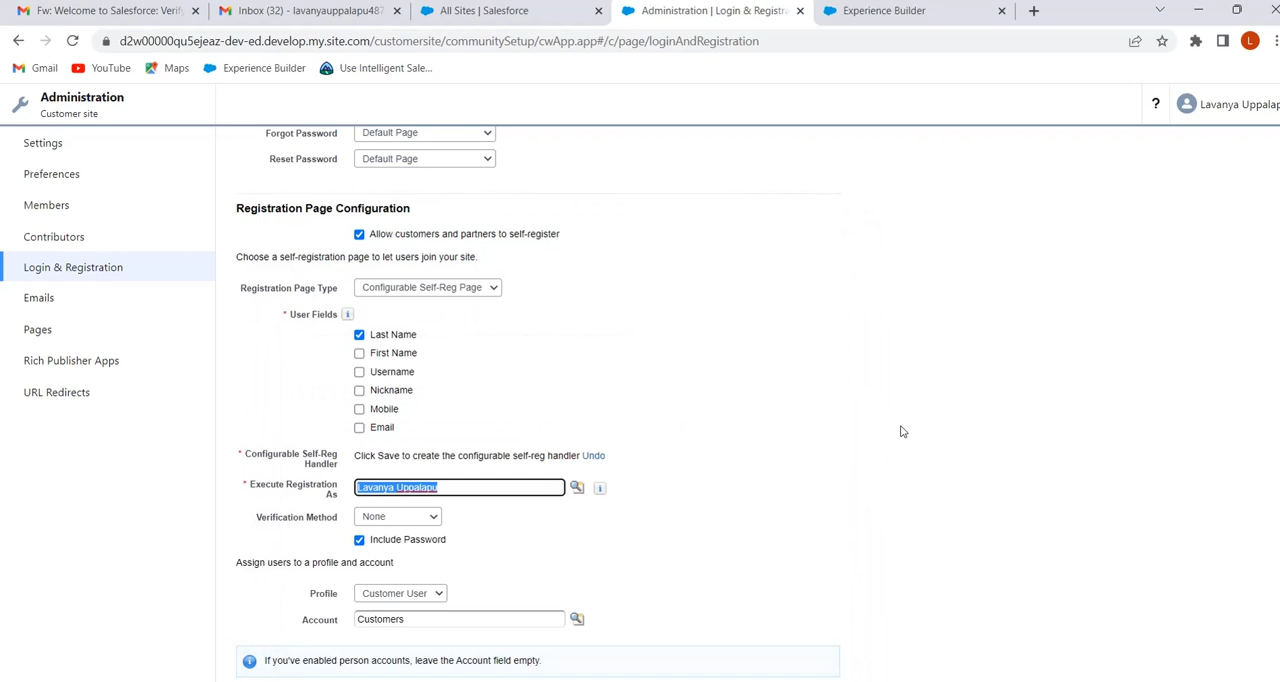 Fw: Welcome to Salesforce: Verif
Inbox (32) - lavanyauppalapu487
All Sites | Salesforce
Administration | Login & Registra
Experience Builder
d2w00000qu5ejeaz-dev-ed.develop.my.site.com/customersite/communitySetup/cwApp.app#/c/page/loginAndRegistration
L
Gmail
YouTube
Maps
Experience Builder
Use Intelligent Sale...
Administration
Customer site
?
Lavanya Uppalap
Settings
Preferences
Members
Contributors
Login & Registration
Emails
Pages
Rich Publisher Apps
URL Redirects
Forgot Password Default Page
Reset Password Default Page
Registration Page Configuration
Allow customers and partners to self-register
Choose a self-registration page to let users join your site.
Registration Page Type Configurable Self-Reg Page
* User Fields i
Last Name
First Name
Username
Nickname
Mobile
Email
* Configurable Self-Reg Handler
Click Save to create the configurable self-reg handler Undo
* Execute Registration As
Lavanya Uppalapu
i
Verification Method None
Include Password
Assign users to a profile and account
Profile Customer User
Account Customers
i If you've enabled person accounts, leave the Account field empty.